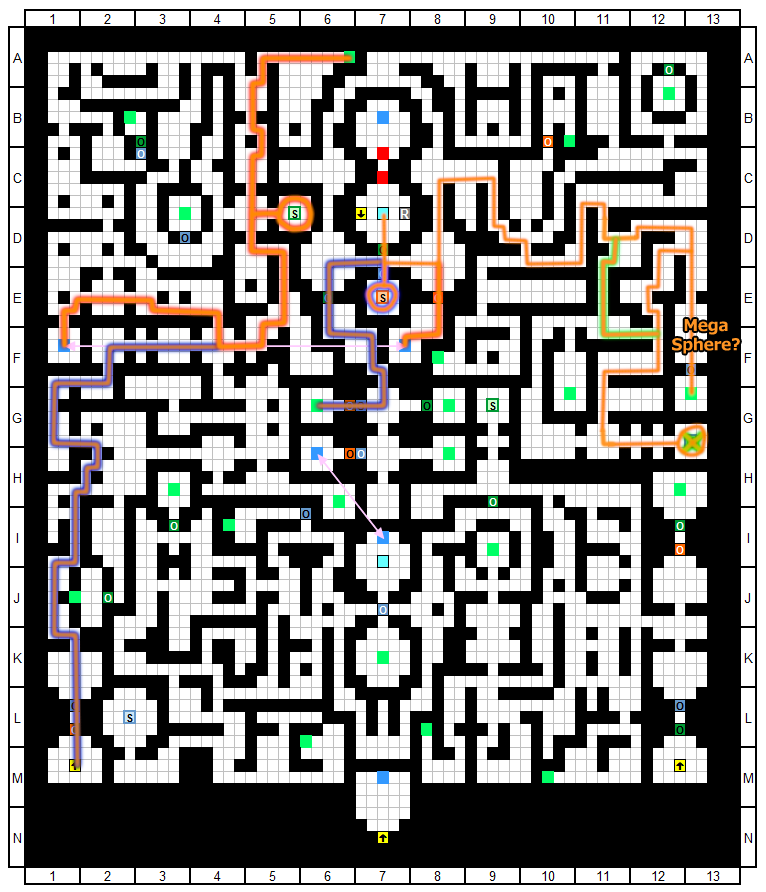 1 2 3 4 5 6 7 8 9 10 11 12 13
A A
O
B B
O O
O
C C
S R
D D
O
E S E
Mega
Sphere?
F F
G O S G
O O
H H
O O
O O
I O
J O O J
K K
O
L S O L
M M
N N
1 2 3 4 5 6 7 8 9 10 11 12 13